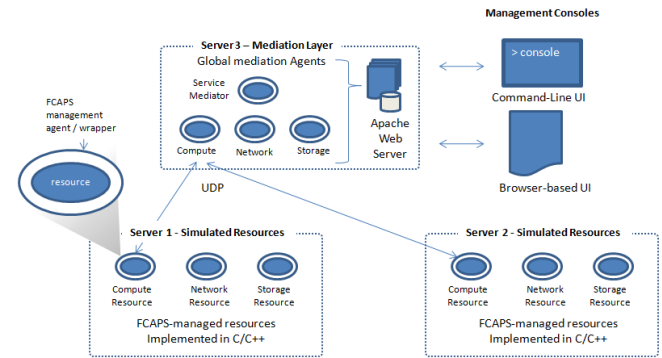 Management Consoles
Server 3 – Mediation Layer
Global mediation Agents
Service
Mediator
Compute
Network
Storage
Apache
Web
Server
> console
Command-Line UI
Browser-based UI
FCAPS
management
agent / wrapper
resource
UDP
Server 1 - Simulated Resources
Compute
Resource
Network
Resource
Storage
Resource
FCAPS-managed resources
Implemented in C/C++
Server 2 - Simulated Resources
Compute
Resource
Network
Resource
Storage
Resource
FCAPS-managed resources
Implemented in C/C++